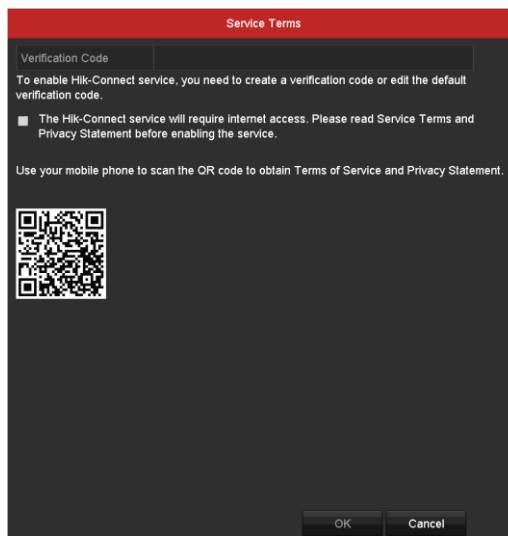 Service Terms
Verification Code
To enable Hik-Connect service, you need to create a verification code or edit the default
verification code.
The Hik-Connect service will require internet access. Please read Service Terms and
Privacy Statement before enabling the service.
Use your mobile phone to scan the QR code to obtain Terms of Service and Privacy Statement.
OK
Cancel